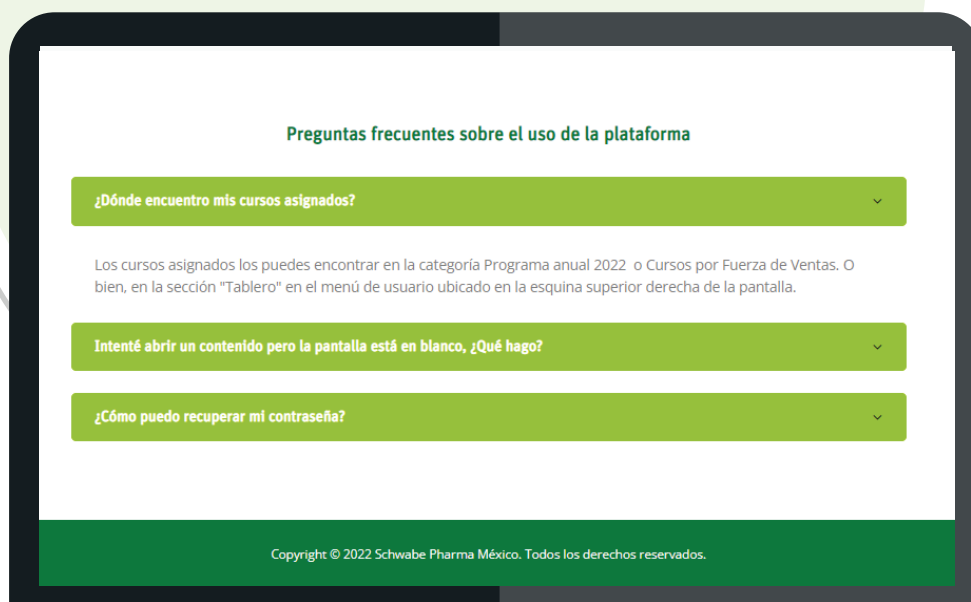 Preguntas frecuentes sobre el uso de la plataforma
¿Dónde encuentro mis cursos asignados?
Los cursos asignados los puedes encontrar en la categoría Programa anual 2022 o Cursos por Fuerza de Ventas. O
bien, en la sección "Tablero" en el menú de usuario ubicado en la esquina superior derecha de la pantalla.
Intenté abrir un contenido pero la pantalla está en blanco, ¿Qué hago?
¿Cómo puedo recuperar mi contraseña?
Copyright © 2022 Schwabe Pharma México. Todos los derechos reservados.